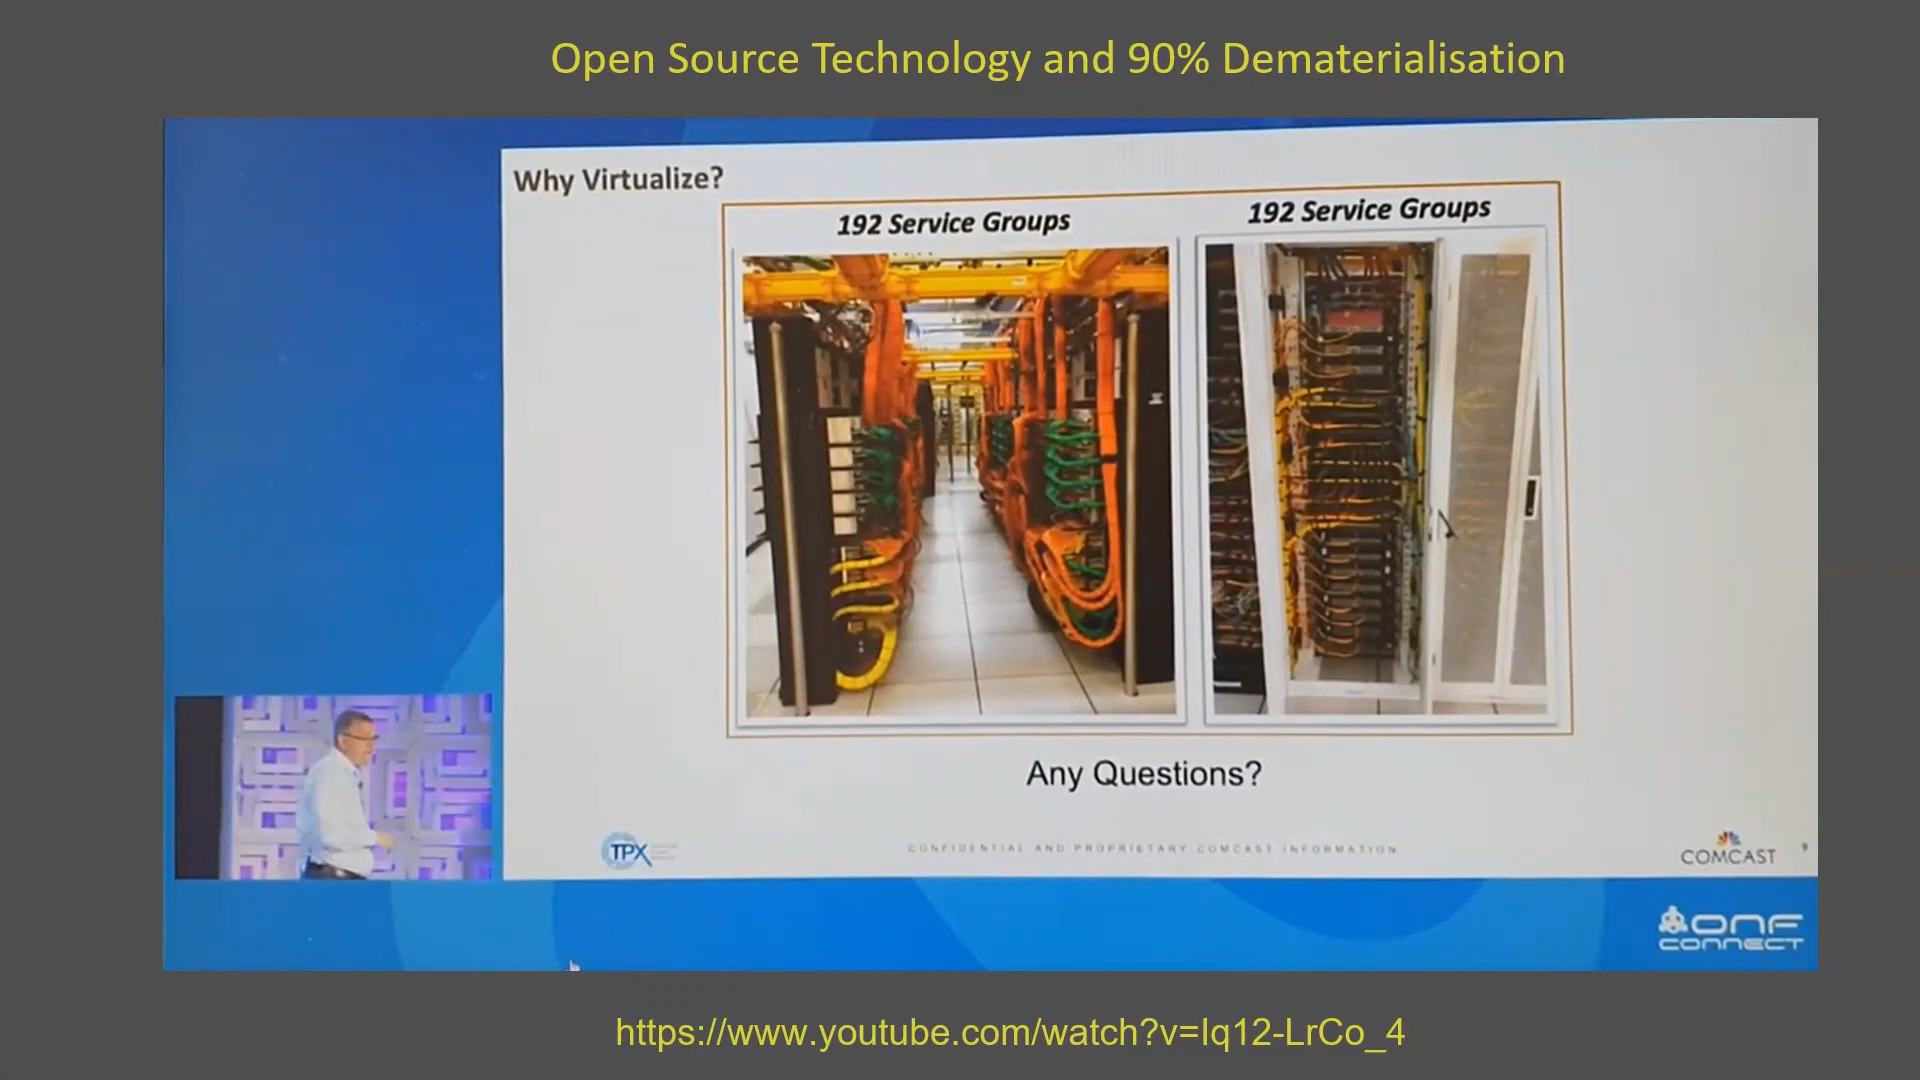 Open Source Technology and 90% Dematerialisation
Why Virtualize?
192 Service Groups
192 Service Groups
Any Questions?
TPX
CONFIDENTIAL AND PROPRIETARY COMCAST INFORMATION
COMCAST
9
ONF
CONNECT
https://www.youtube.com/watch?v=Iq12-LrCo_4